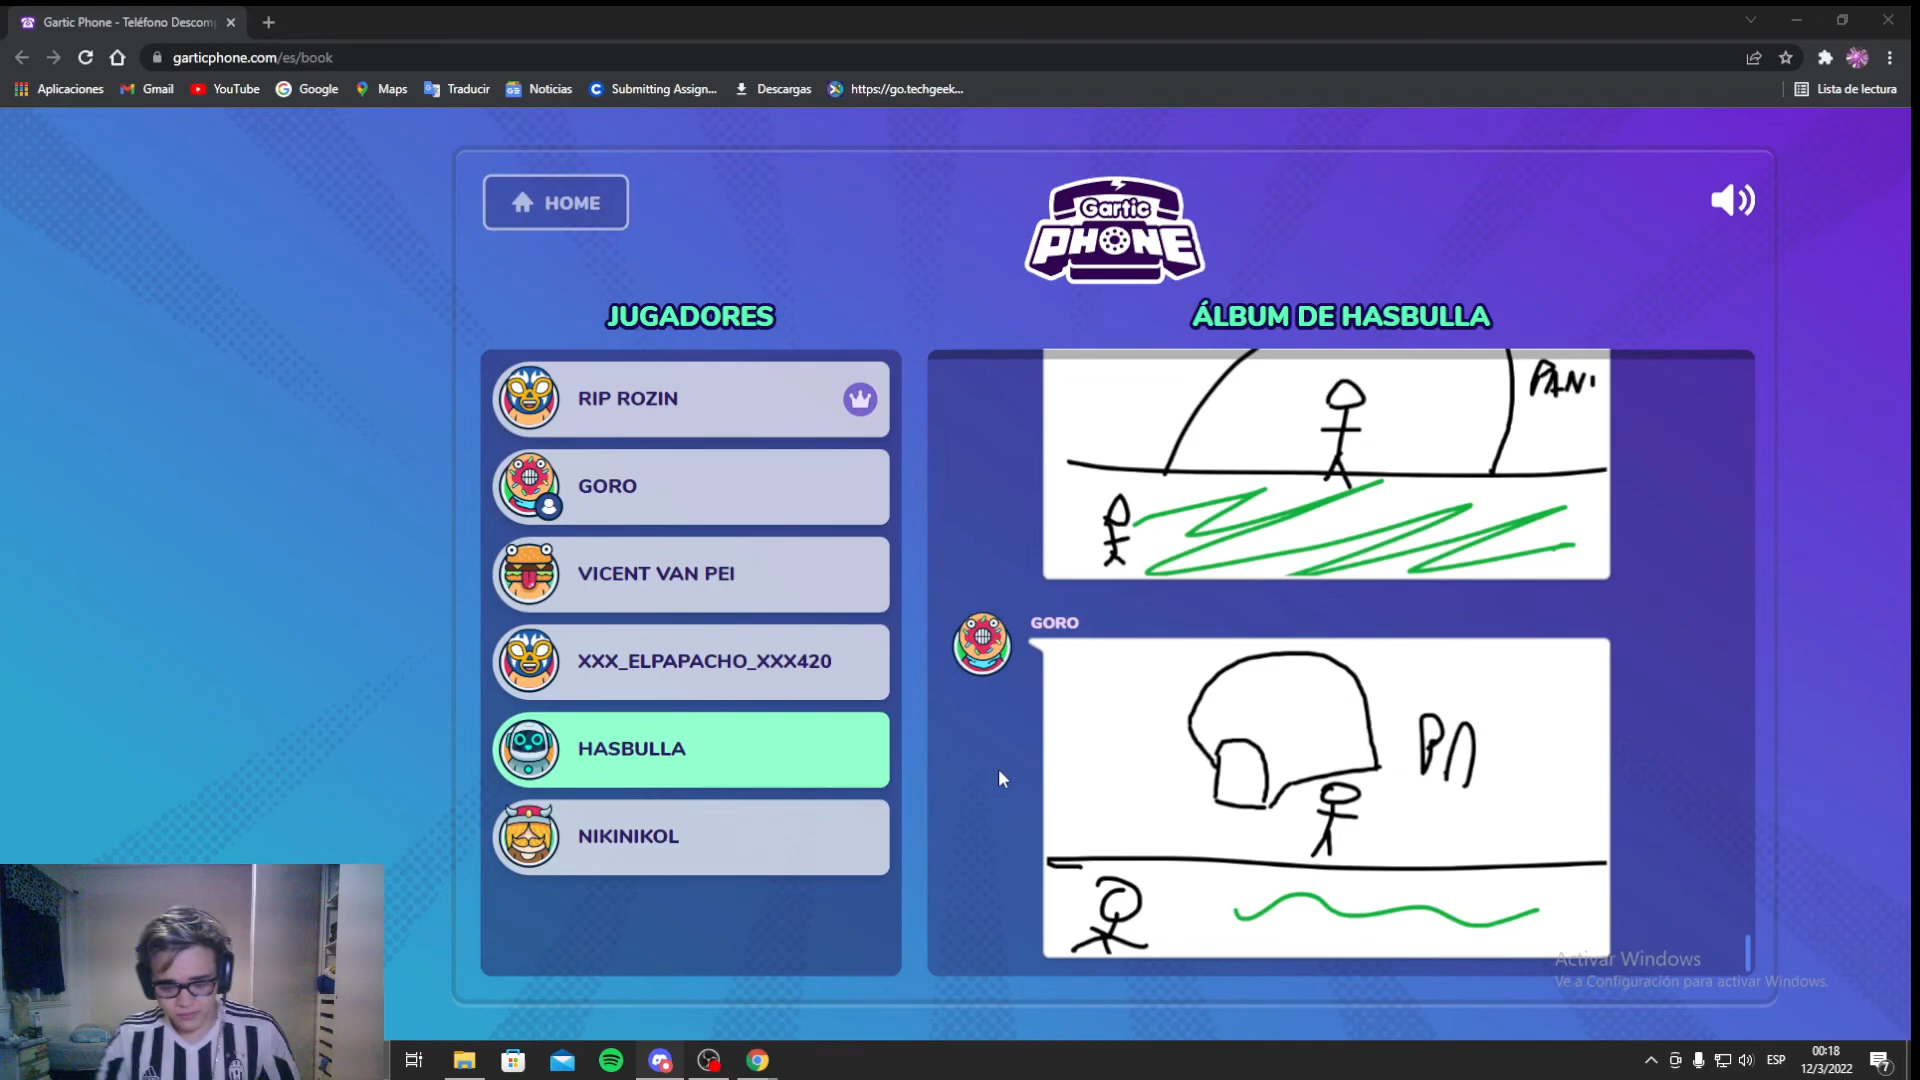 Gartic Phone - Teléfono Descom
garticphone.com/es/book
Aplicaciones
Gmail
YouTube
Google
Maps
Traducir
Noticias
Submitting Assign...
Descargas
https://go.techgeek...
Lista de lectura
HOME
Gartic
PHONE
JUGADORES
ÁLBUM DE HASBULLA
RIP ROZIN
GORO
VICENT VAN PEI
XXX_ELPAPACHO_XXX420
HASBULLA
NIKINIKOL
PANI
GORO
Activar Windows
Ve a Configuración para activar Windows.
ESP
00:18
12/3/2022
7